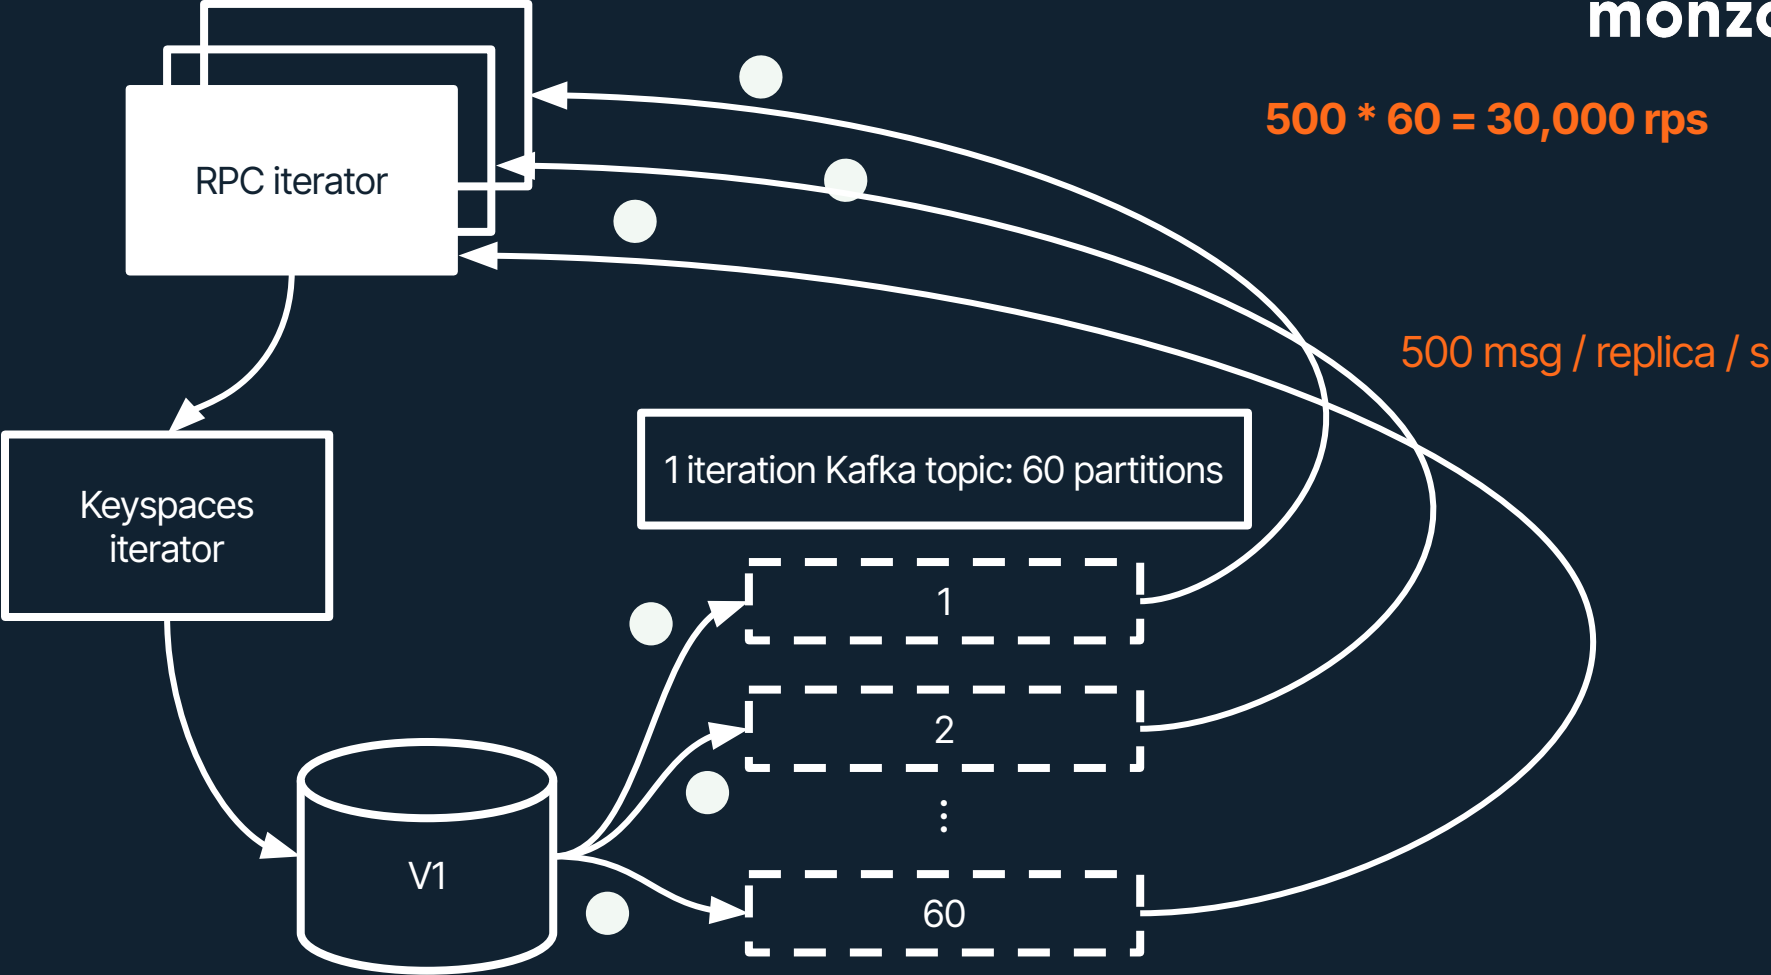 monzo
500 * 60 = 30,000 rps
RPC iterator
500 msg / replica / s
1 iteration Kafka topic: 60 partitions
Keyspaces
iterator
1
2
⋮
V1
60